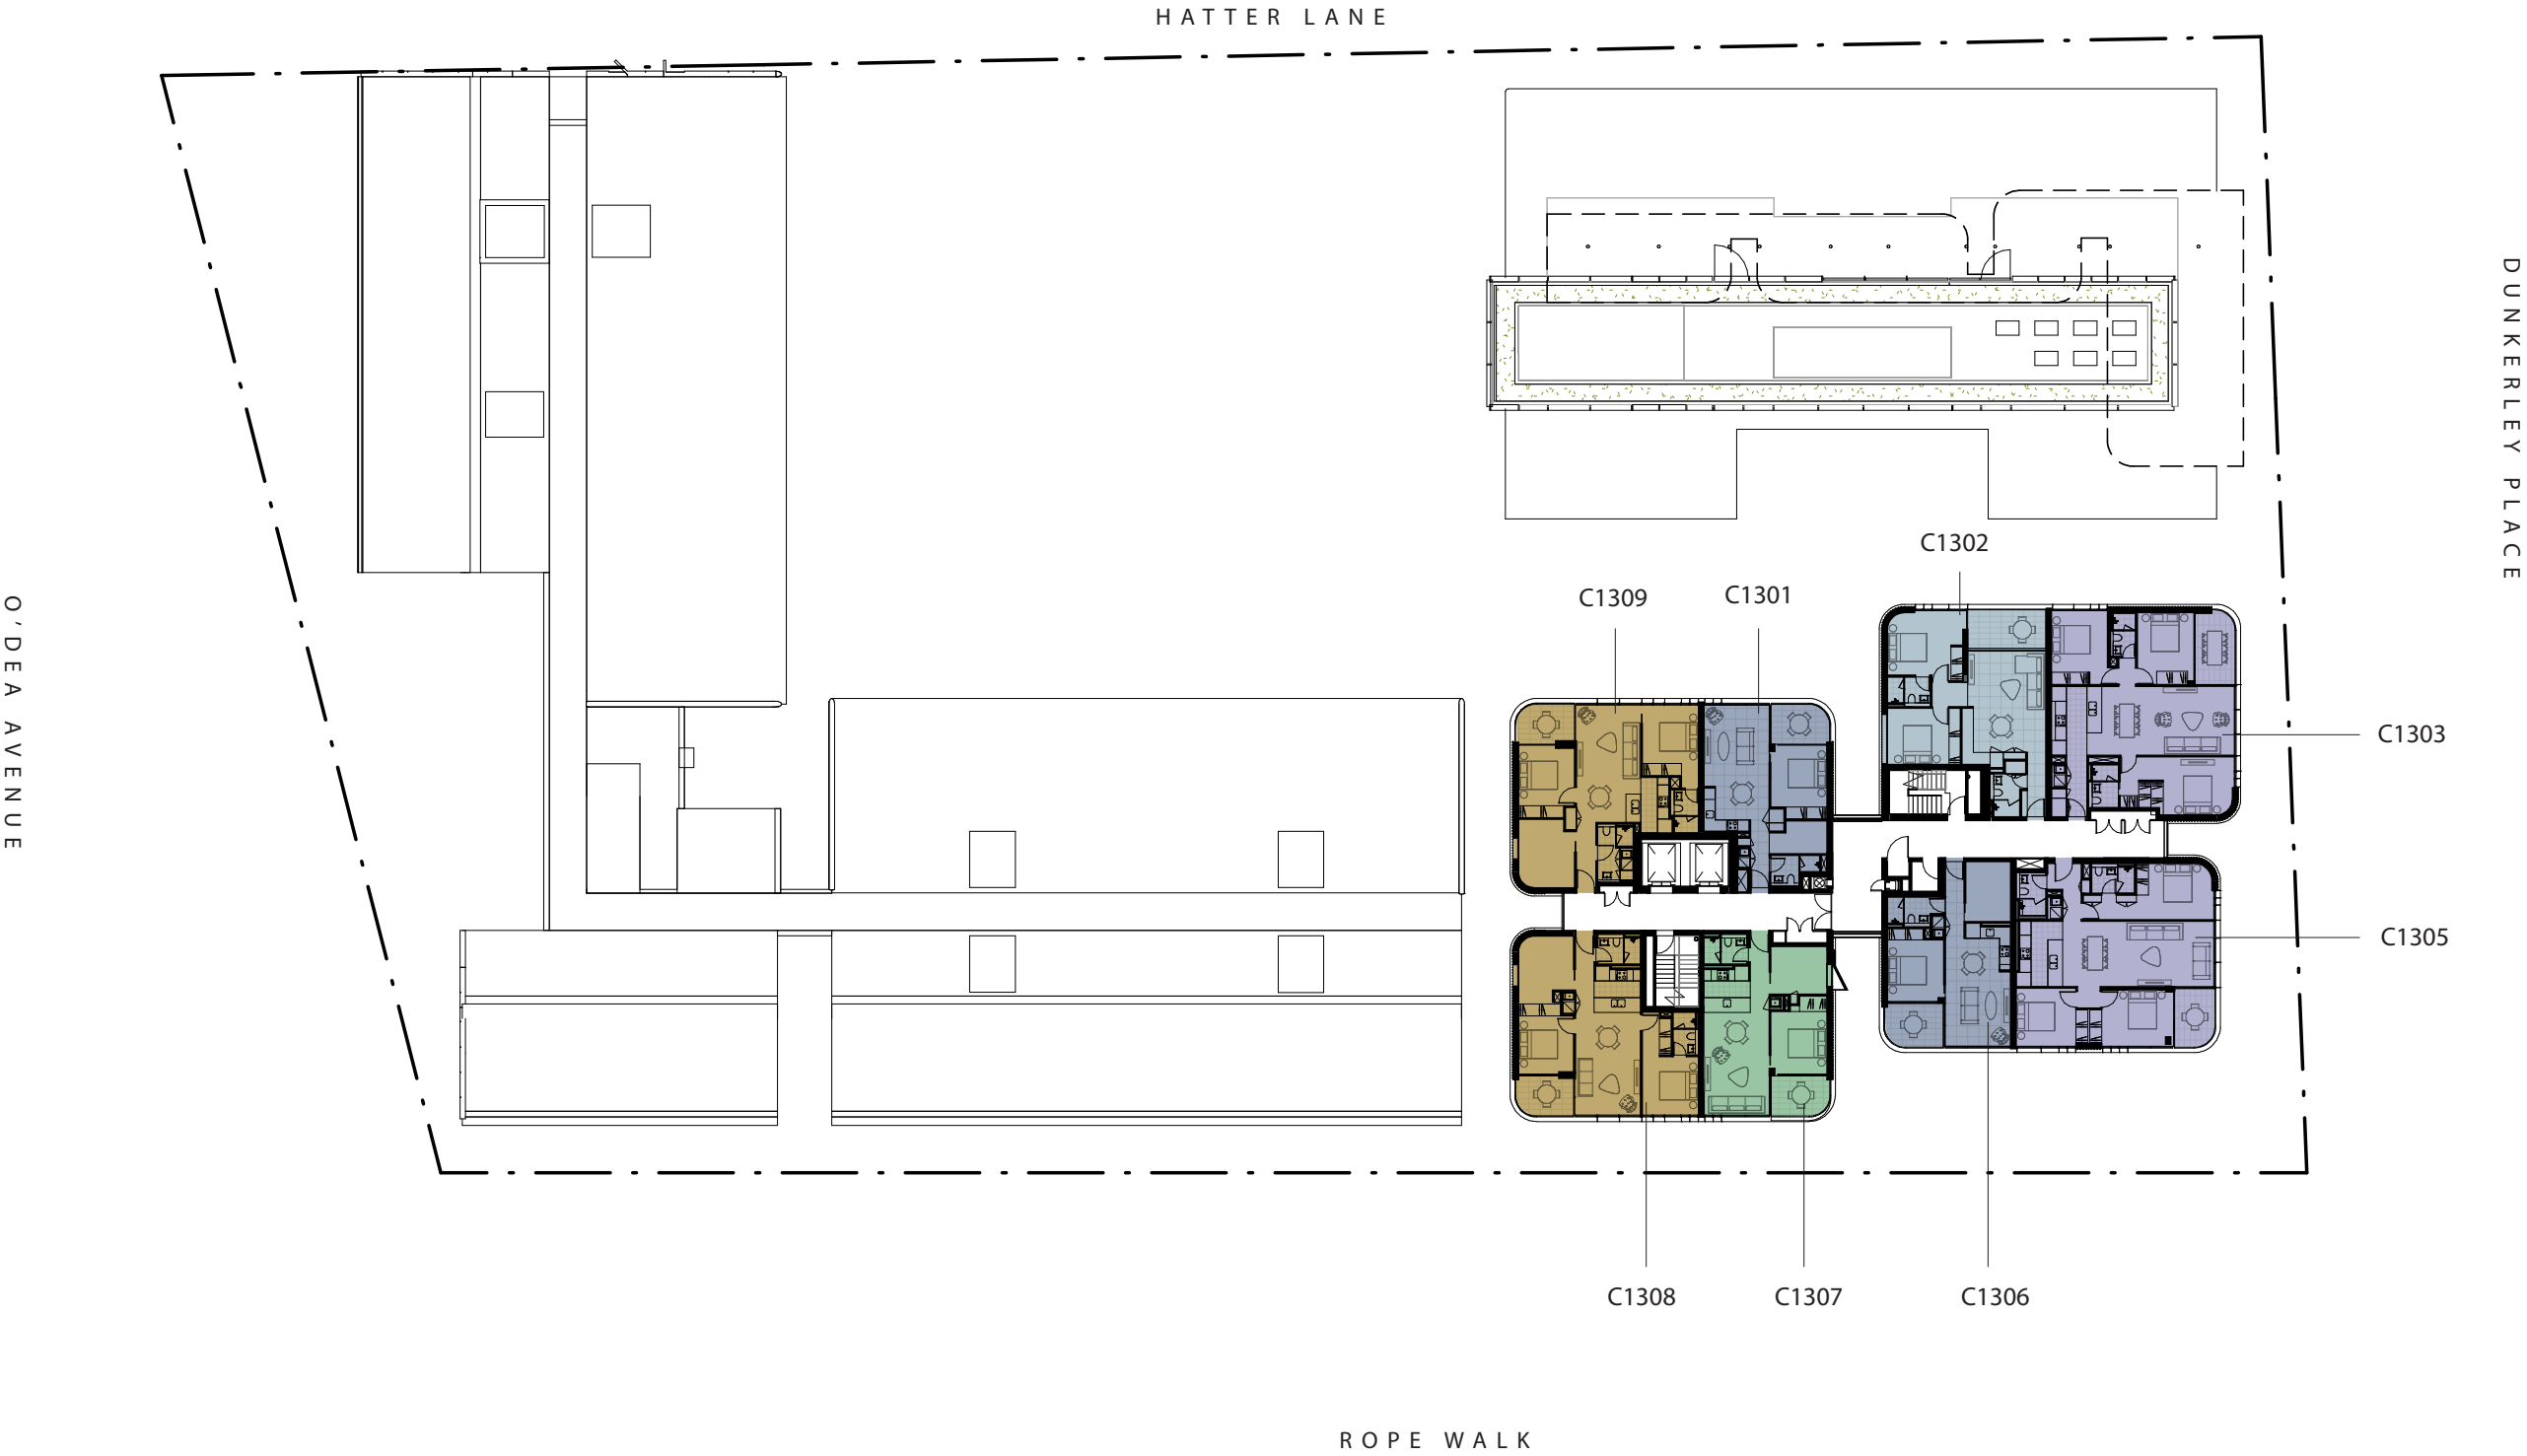 HATTER LANE
DUNKERLEY PLACE
C1302
C1309
C1301
O'DEA AVENUE
C1303
C1305
C1308
C1307
C1306
ROPE WALK